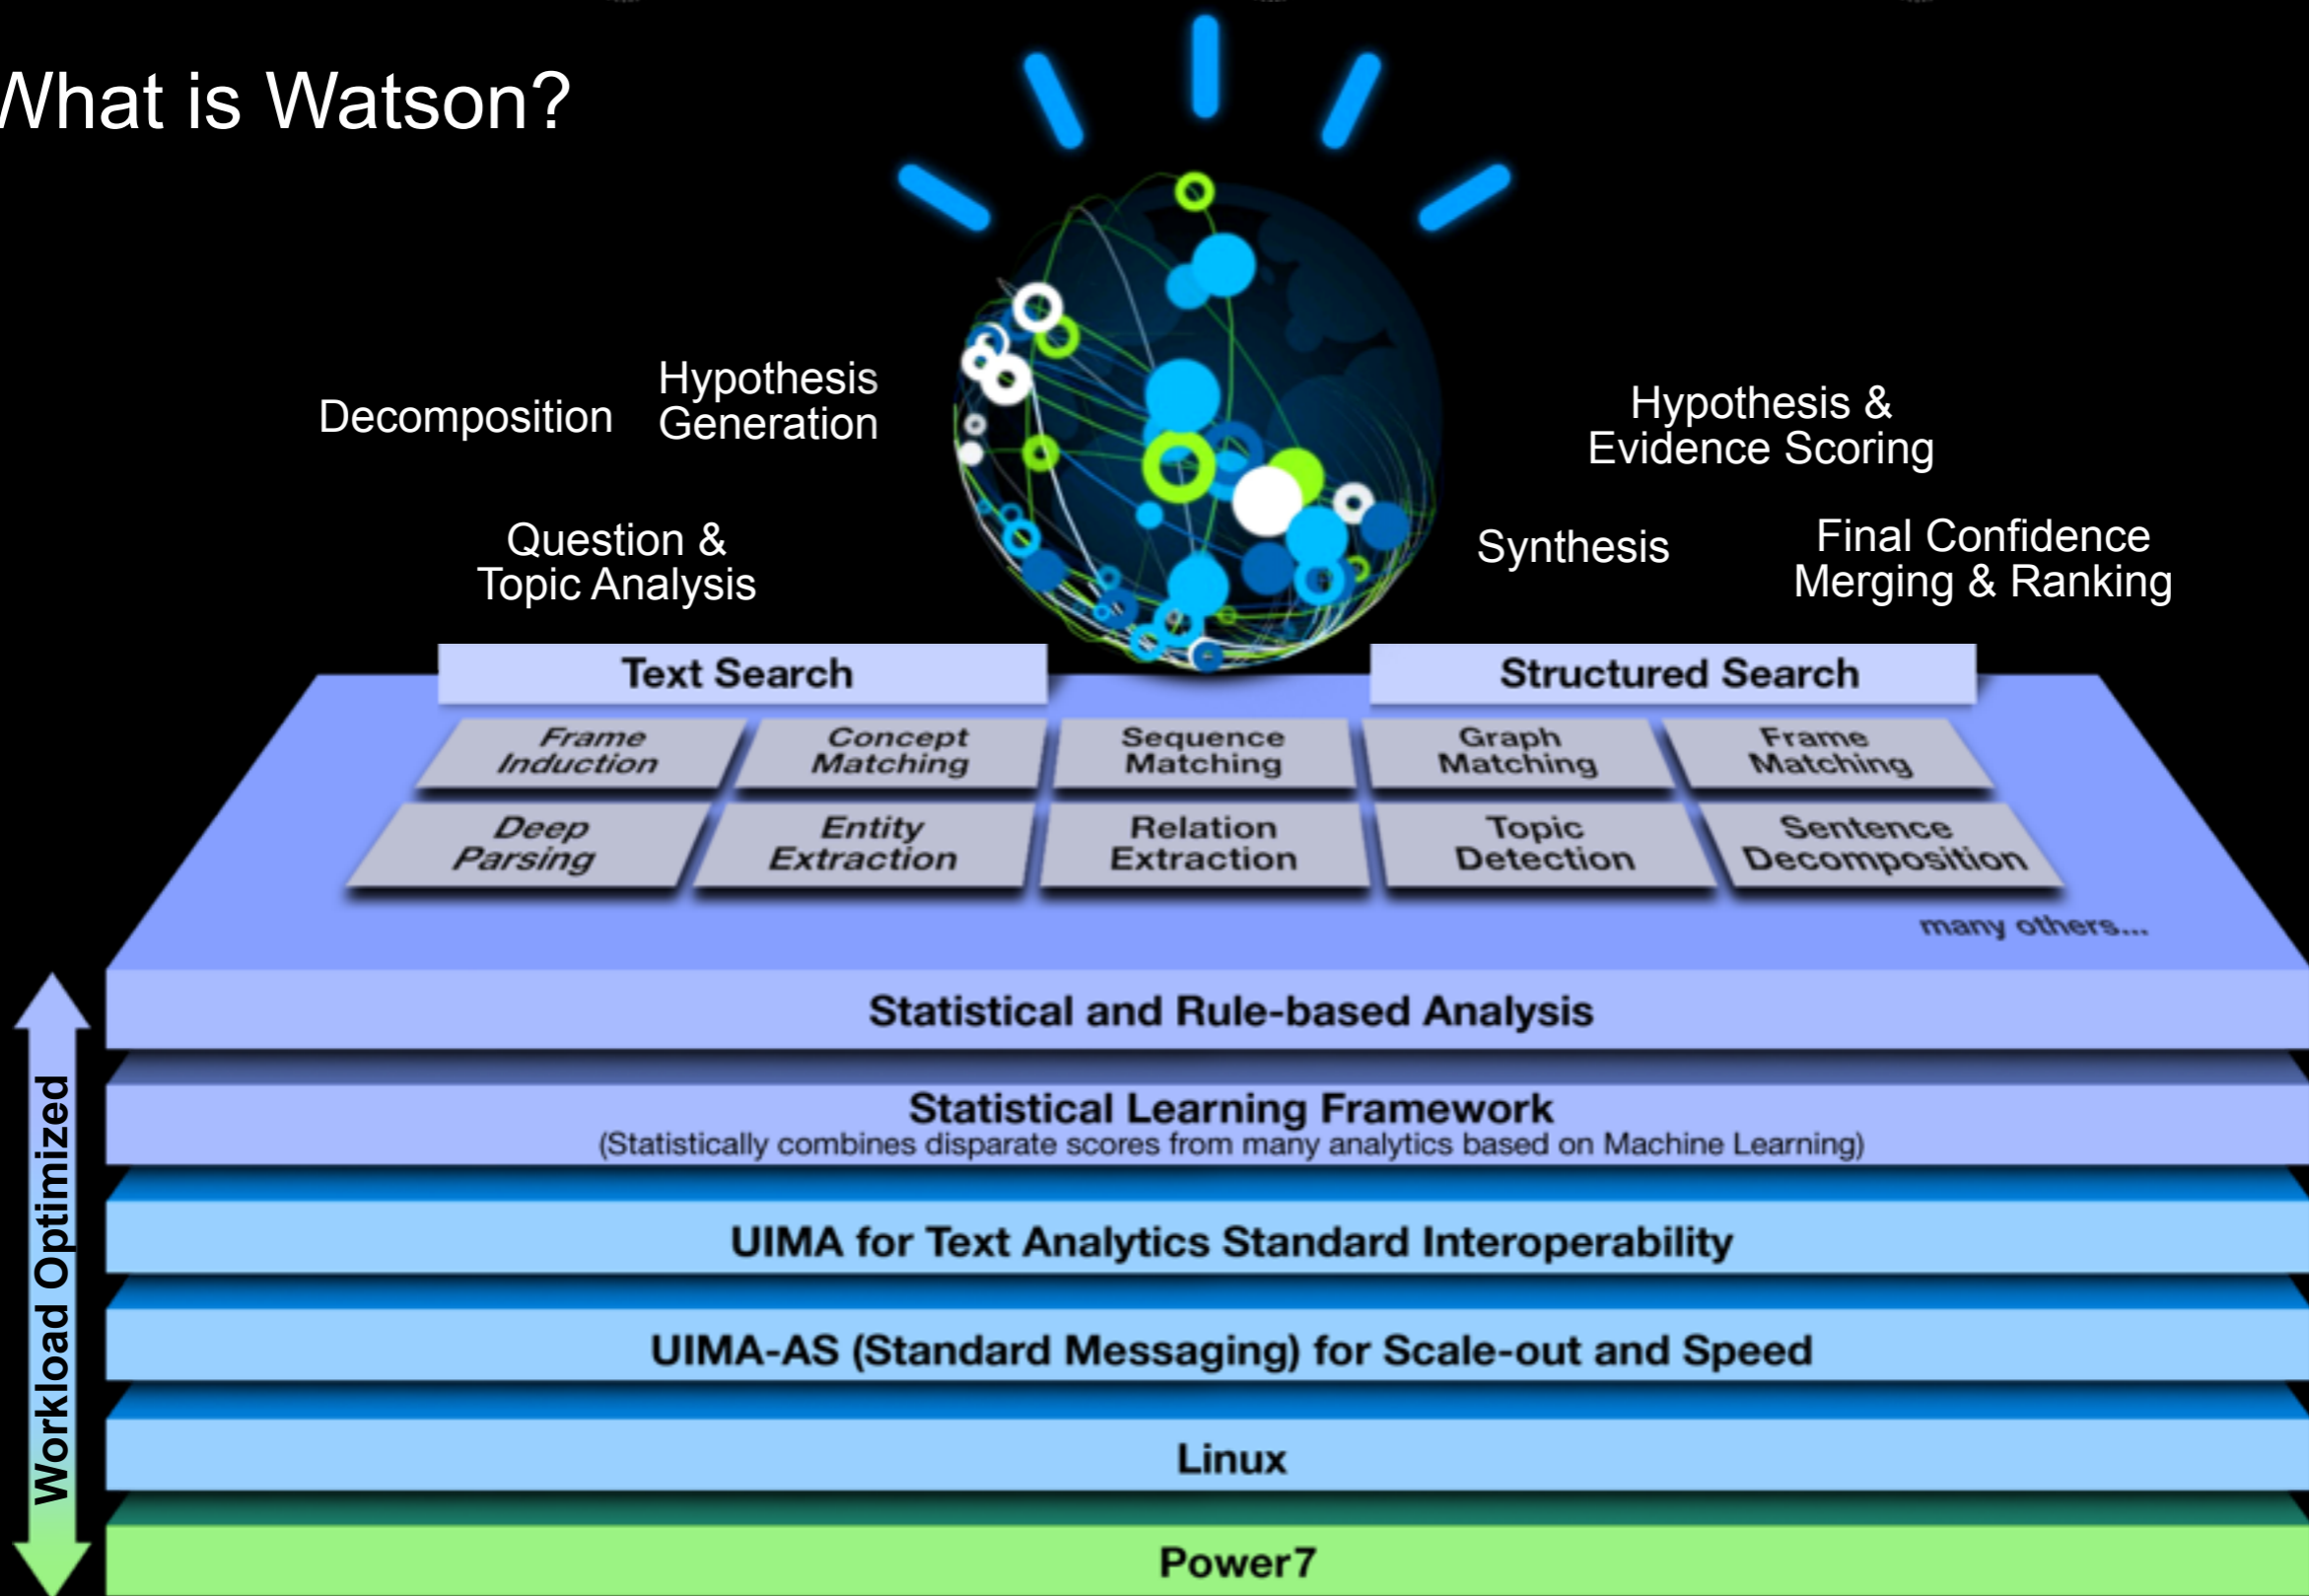 What is Watson?
Hypothesis
Generation
Decomposition
Hypothesis &
Evidence Scoring
Question &
Topic Analysis
Synthesis
Final Confidence
Merging & Ranking
Text Search
Structured Search
Frame
Induction
Concept
Matching
Sequence
Matching
Graph
Matching
Frame
Matching
Deep
Parsing
Entity
Extraction
Relation
Extraction
Topic
Detection
Sentence
Decomposition
many others...
Statistical and Rule-based Analysis
Statistical Learning Framework
(Statistically combines disparate scores from many analytics based on Machine Learning)
UIMA for Text Analytics Standard Interoperability
UIMA-AS (Standard Messaging) for Scale-out and Speed
Linux
Power7
Workload Optimized